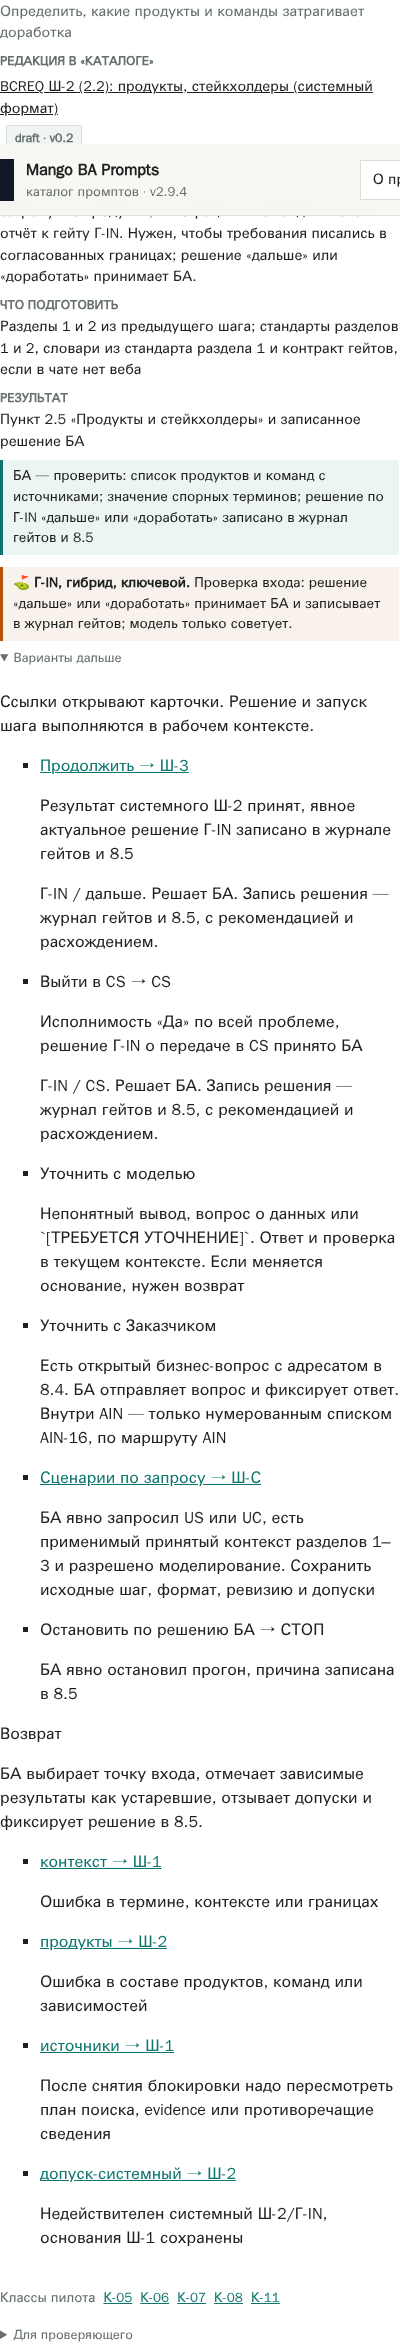 Определить, какие продукты и команды затрагивает
доработка
РЕДАКЦИЯ В «КАТАЛОГЕ»
BCREQ Ш-2 (2.2): продукты, стейкхолдеры (системный
формат)
draft · v0.2
Mango BA Prompts
каталог промптов · v2.9.4
О пр
отчёт к гейту Г-IN. Нужен, чтобы требования писались в
согласованных границах; решение «дальше» или
«доработать» принимает БА.
ЧТО ПОДГОТОВИТЬ
Разделы 1 и 2 из предыдущего шага; стандарты разделов
1 и 2, словари из стандарта раздела 1 и контракт гейтов,
если в чате нет веба
РЕЗУЛЬТАТ
Пункт 2.5 «Продукты и стейкхолдеры» и записанное
решение БА
БА — проверить: список продуктов и команд с
источниками; значение спорных терминов; решение по
Г-IN «дальше» или «доработать» записано в журнал
гейтов и 8.5
⛳ Г-IN, гибрид, ключевой. Проверка входа: решение
«дальше» или «доработать» принимает БА и записывает
в журнал гейтов; модель только советует.
▼ Варианты дальше
Ссылки открывают карточки. Решение и запуск
шага выполняются в рабочем контексте.
▪ Продолжить → Ш-3
Результат системного Ш-2 принят, явное
актуальное решение Г-IN записано в журнале
гейтов и 8.5
Г-IN / дальше. Решает БА. Запись решения —
журнал гейтов и 8.5, с рекомендацией и
расхождением.
▪ Выйти в CS → CS
Исполнимость «Да» по всей проблеме,
решение Г-IN о передаче в CS принято БА
Г-IN / CS. Решает БА. Запись решения —
журнал гейтов и 8.5, с рекомендацией и
расхождением.
▪ Уточнить с моделью
Непонятный вывод, вопрос о данных или
`[ТРЕБУЕТСЯ УТОЧНЕНИЕ]`. Ответ и проверка
в текущем контексте. Если меняется
основание, нужен возврат
▪ Уточнить с Заказчиком
Есть открытый бизнес-вопрос с адресатом в
8.4. БА отправляет вопрос и фиксирует ответ.
Внутри AIN — только нумерованным списком
AIN-16, по маршруту AIN
▪ Сценарии по запросу → Ш-С
БА явно запросил US или UC, есть
применимый принятый контекст разделов 1–
3 и разрешено моделирование. Сохранить
исходные шаг, формат, ревизию и допуски
▪ Остановить по решению БА → СТОП
БА явно остановил прогон, причина записана
в 8.5
Возврат
БА выбирает точку входа, отмечает зависимые
результаты как устаревшие, отзывает допуски и
фиксирует решение в 8.5.
▪ контекст → Ш-1
Ошибка в термине, контексте или границах
▪ продукты → Ш-2
Ошибка в составе продуктов, команд или
зависимостей
▪ источники → Ш-1
После снятия блокировки надо пересмотреть
план поиска, evidence или противоречащие
сведения
▪ допуск-системный → Ш-2
Недействителен системный Ш-2/Г-IN,
основания Ш-1 сохранены
Классы пилота K-05 K-06 K-07 K-08 K-11
▶ Для проверяющего